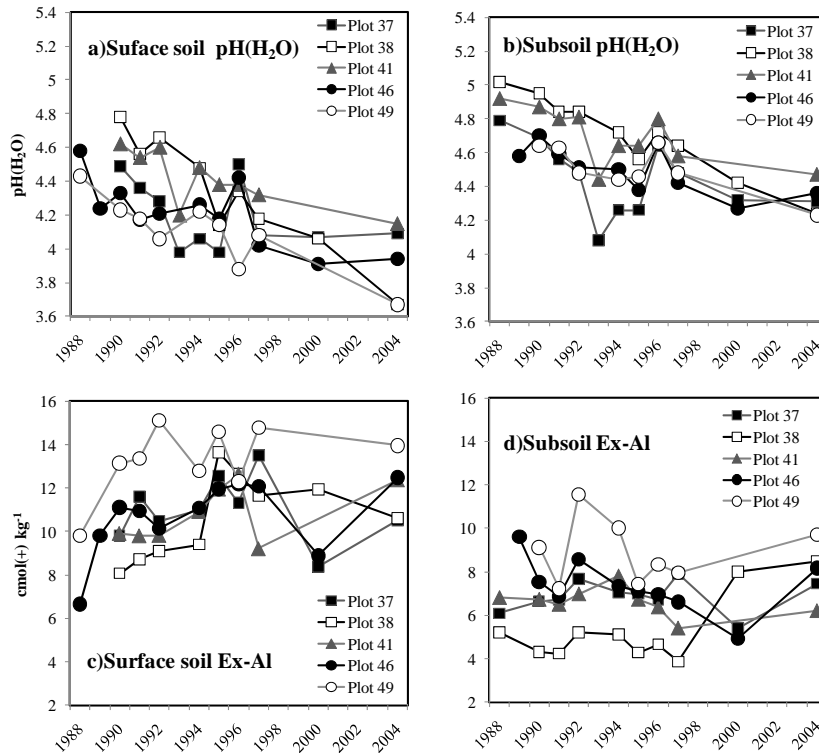 a)Suface soil pH(H2O)
Plot 37
Plot 38
Plot 41
Plot 46
Plot 49
pH(H2O)
5.4
5.2
5
4.8
4.6
4.4
4.2
4
3.8
3.6
1988
1990
1992
1994
1996
1998
2000
2002
2004
b)Subsoil pH(H2O)
Plot 37
Plot 38
Plot 41
Plot 46
Plot 49
5.4
5.2
5
4.8
4.6
4.4
4.2
4
3.8
3.6
1988
1990
1992
1994
1996
1998
2000
2002
2004
c)Surface soil Ex-Al
Plot 37
Plot 38
Plot 41
Plot 46
Plot 49
cmol(+) kg-1
16
14
12
10
8
6
4
2
1988
1990
1992
1994
1996
1998
2000
2002
2004
d)Subsoil Ex-Al
Plot 37
Plot 38
Plot 41
Plot 46
Plot 49
16
14
12
10
8
6
4
2
1988
1990
1992
1994
1996
1998
2000
2002
2004